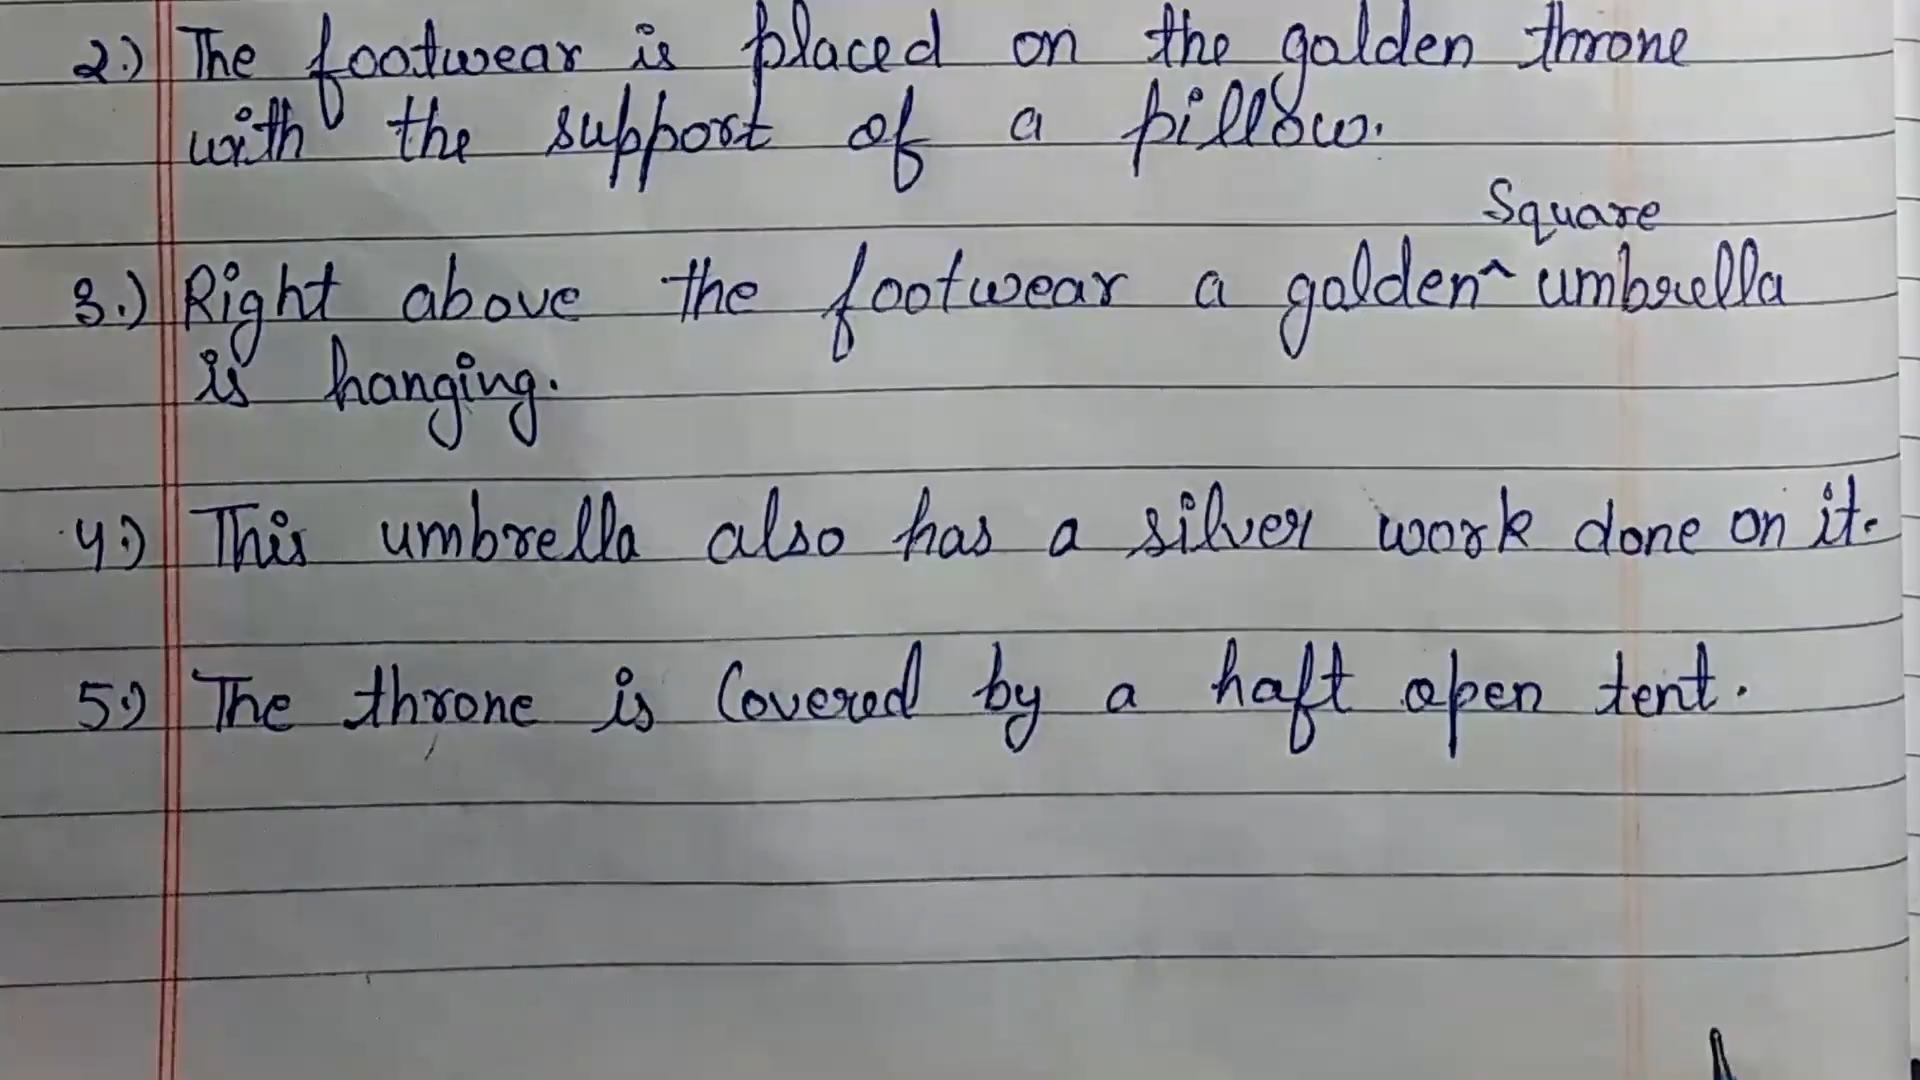 2.) The footwear is placed on the golden throne
with the support of a pillow.
Square
3.) Right above the footwear a golden^ umbrella
is hanging.
4.) This umbrella also has a silver work done on it.
5.) The throne is Covered by a haft open tent.